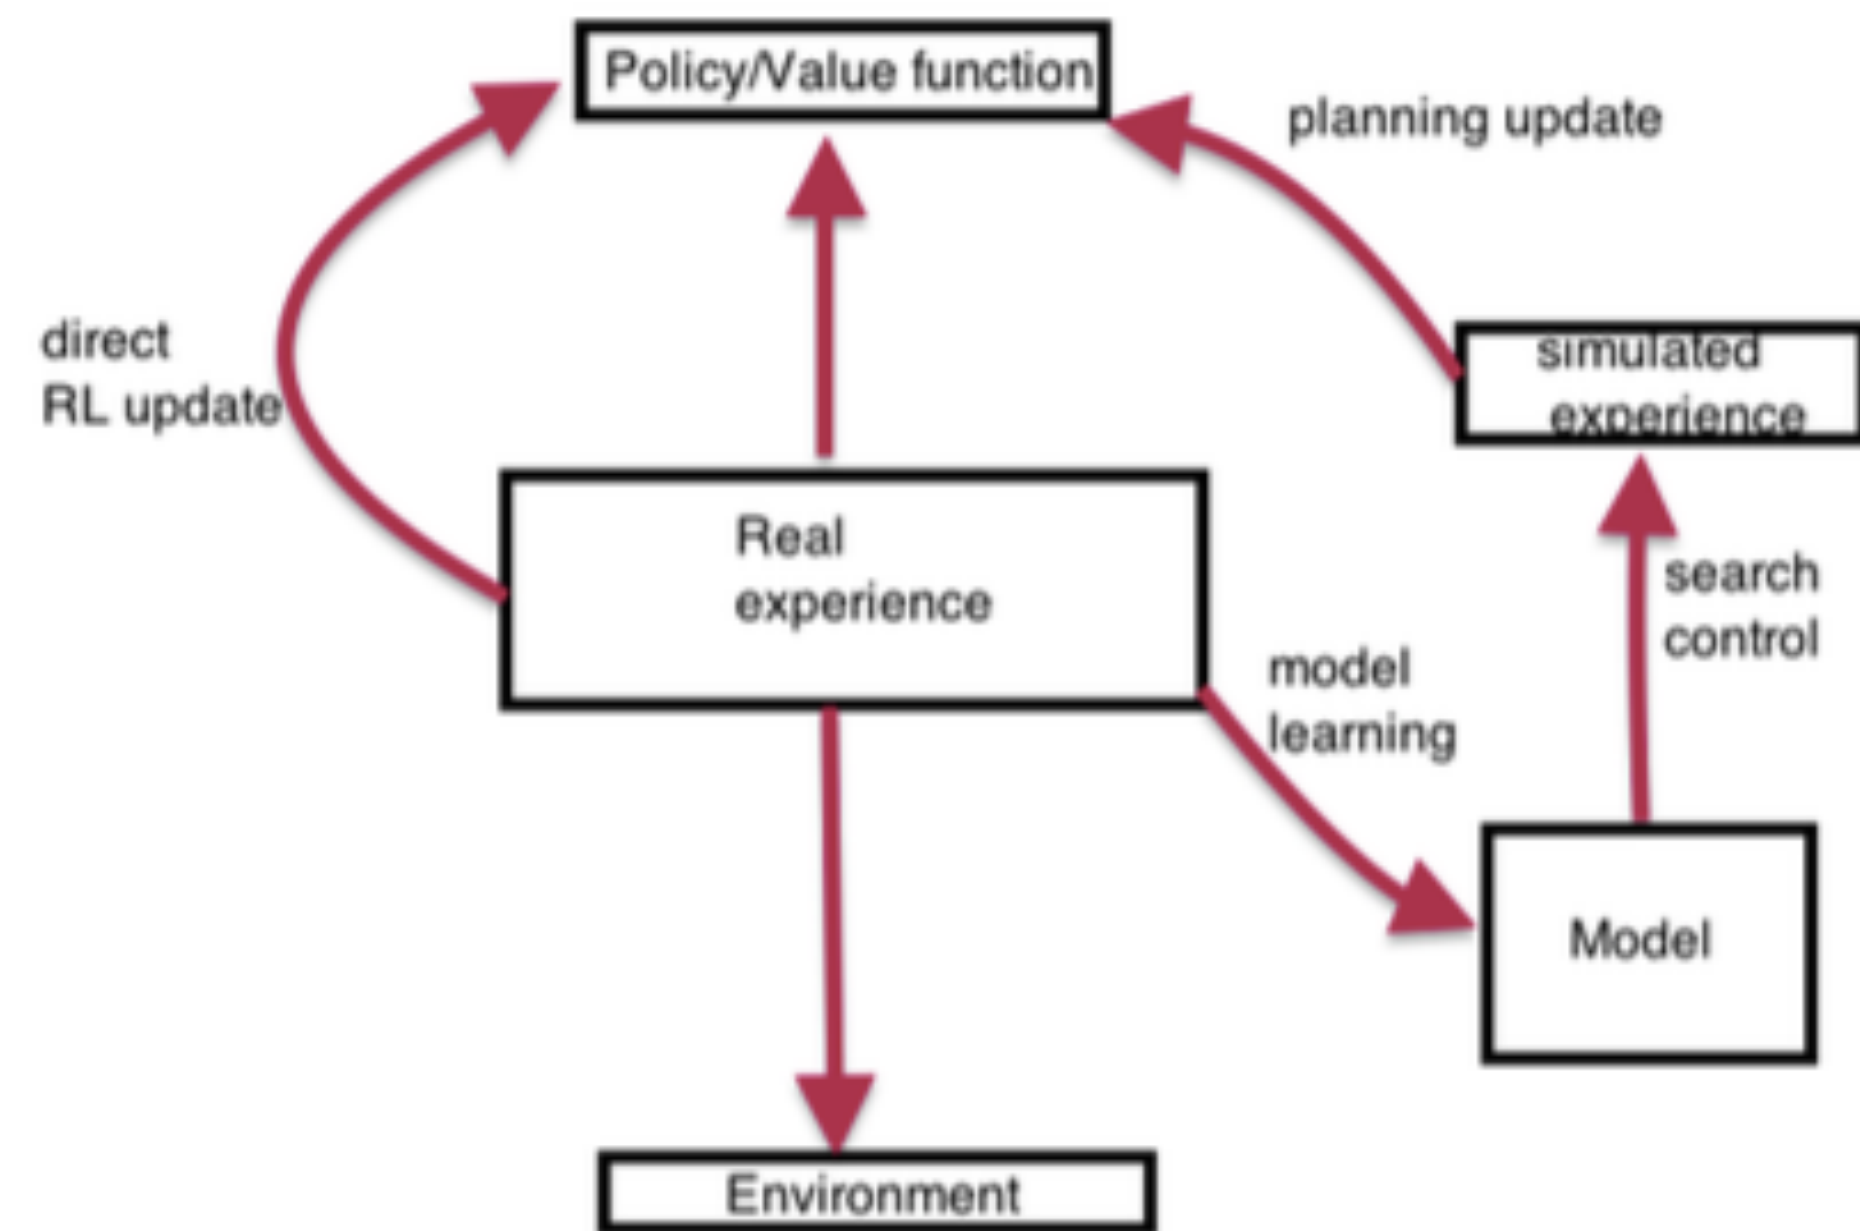 Policy/Value function
planning update
direct
RL update
simulated
experience
Real
experience
search
control
model
learning
Model
Environment